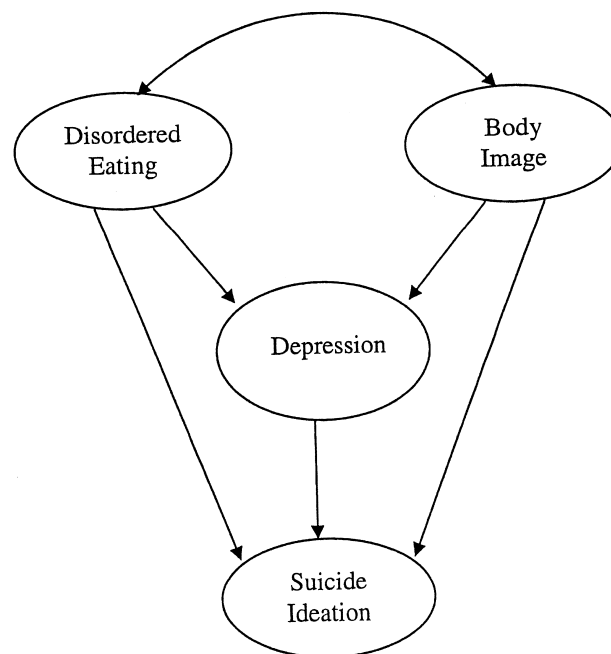 Disordered
Eating
Body
Image
Depression
Suicide
Ideation